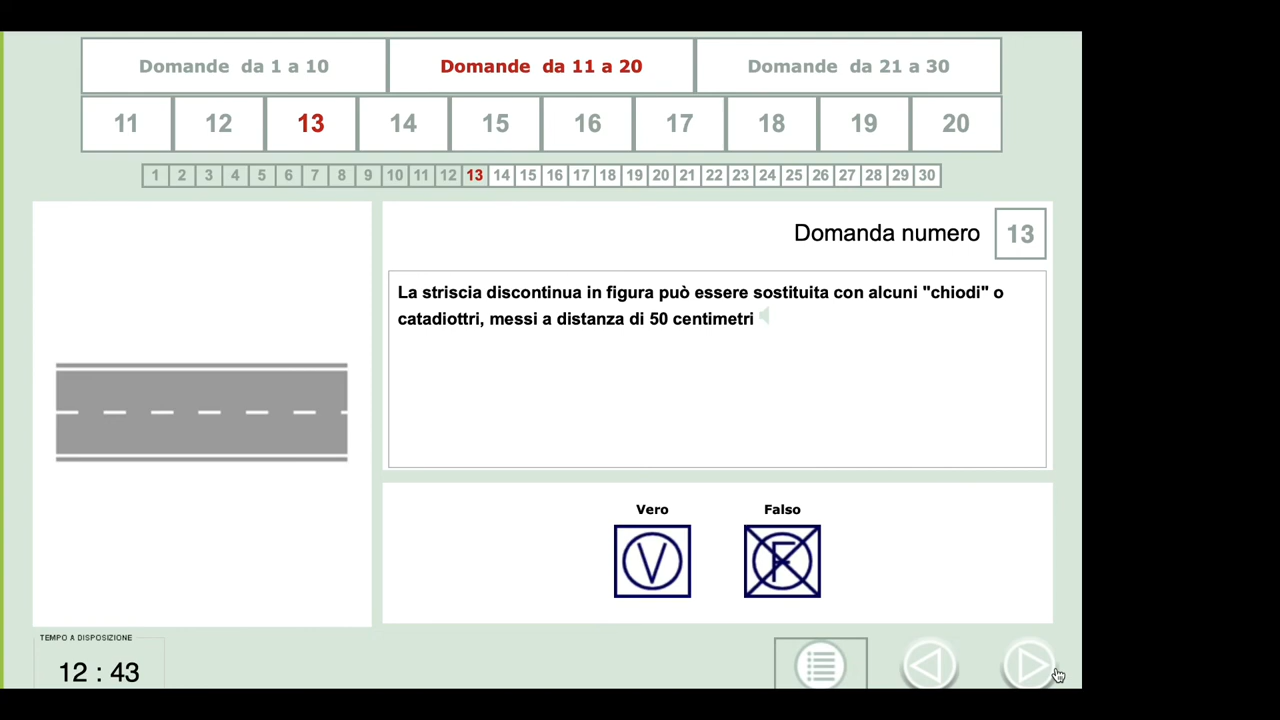 Domande da 1 a 10 Domande da 11 a 20 Domande da 21 a 30
11 12 13 14 15 16 17 18 19 20
1 2 3 4 5 6 7 8 9 10 11 12 13 14 15 16 17 18 19 20 21 22 23 24 25 26 27 28 29 30
Domanda numero 13
La striscia discontinua in figura può essere sostituita con alcuni "chiodi" o
catadiottri, messi a distanza di 50 centimetri
Vero Falso
V F
TEMPO A DISPOSIZIONE
12 : 43